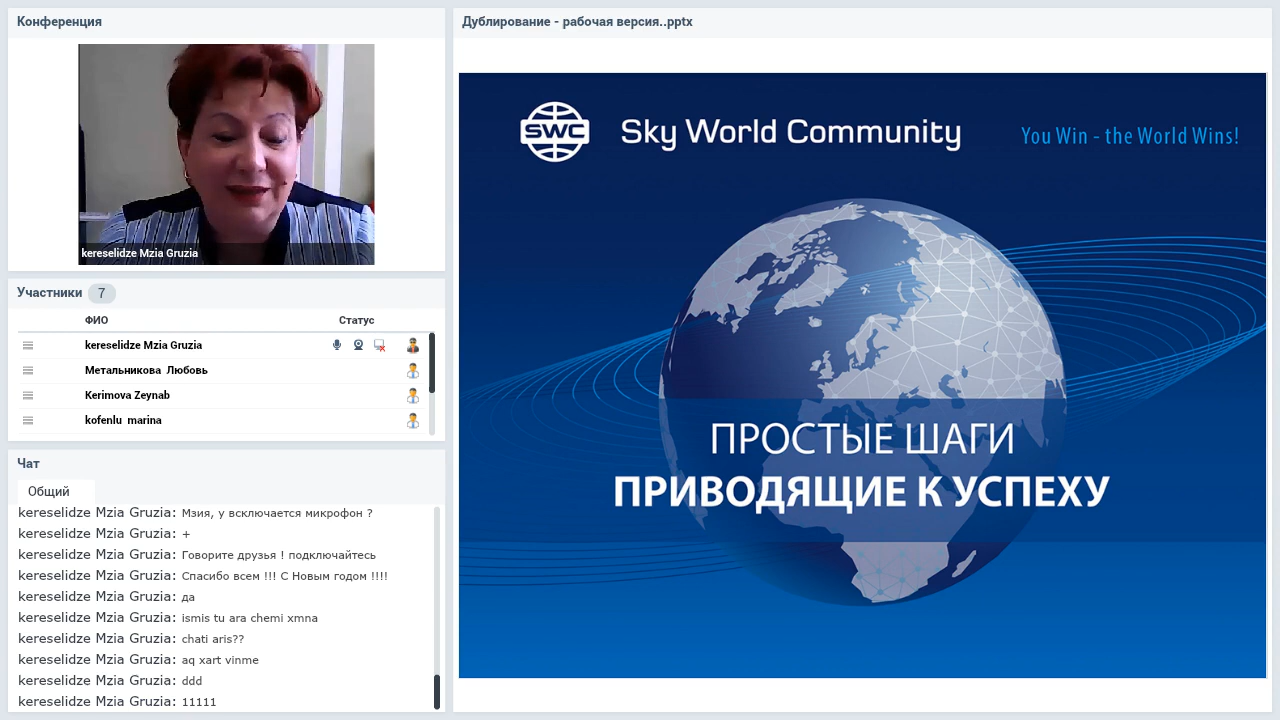 Конференция
kereselidze Mzia Gruzia
Участники 7
ФИО Статус
kereselidze Mzia Gruzia
Метальникова Любовь
Kerimova Zeynab
kofenlu marina
Чат
Общий
kereselidze Mzia Gruzia: Мзия, у всключается микрофон ?
kereselidze Mzia Gruzia: +
kereselidze Mzia Gruzia: Говорите друзья ! подключайтесь
kereselidze Mzia Gruzia: Спасибо всем !!! С Новым годом !!!!
kereselidze Mzia Gruzia: да
kereselidze Mzia Gruzia: ismis tu ara chemi xmna
kereselidze Mzia Gruzia: chati aris??
kereselidze Mzia Gruzia: aq xart vinme
kereselidze Mzia Gruzia: ddd
kereselidze Mzia Gruzia: 11111
Дублирование - рабочая версия..pptx
SWC Sky World Community You Win - the World Wins!
ПРОСТЫЕ ШАГИ
ПРИВОДЯЩИЕ К УСПЕХУ